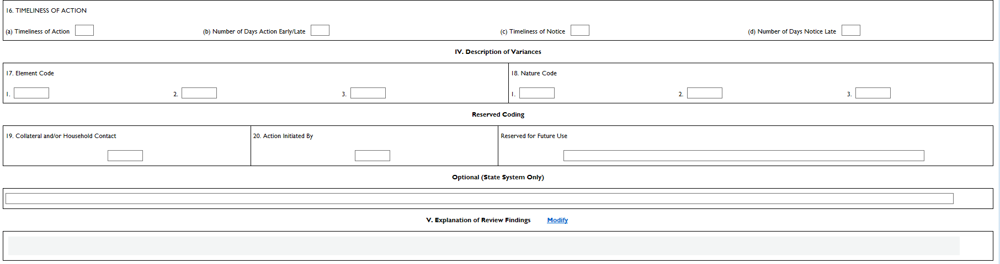 16. TIMELINESS OF ACTION
(a) Timeliness of Action (b) Number of Days Action Early/Late (c) Timeliness of Notice (d) Number of Days Notice Late
IV. Description of Variances
17. Element Code 18. Nature Code
1. 2. 3. 1. 2. 3.
Reserved Coding
19. Collateral and/or Household Contact 20. Action Initiated By Reserved for Future Use
Optional (State System Only)
V. Explanation of Review Findings Modify